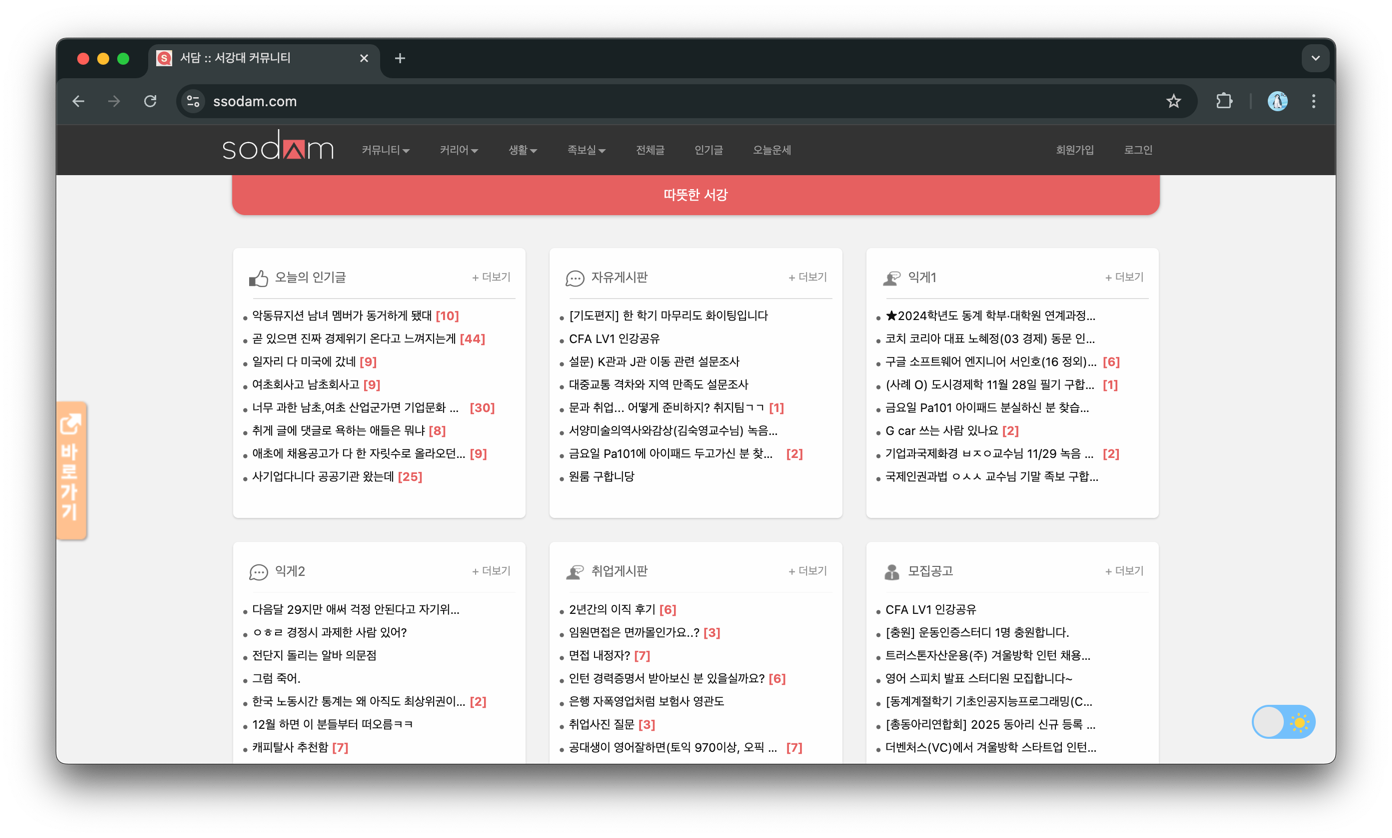 서담 :: 서강대 커뮤니티
ssodam.com
sodam 커뮤니티 커리어 생활 족보실 전체글 인기글 오늘운세 회원가입 로그인
따뜻한 서강
바로가기
오늘의 인기글 + 더보기
악동뮤지션 남녀 멤버가 동거하게 됐대 [10]
곧 있으면 진짜 경제위기 온다고 느껴지는게 [44]
일자리 다 미국에 갔네 [9]
여초회사고 남초회사고 [9]
너무 과한 남초,여초 산업군가면 기업문화 ... [30]
취게 글에 댓글로 욕하는 애들은 뭐냐 [8]
애초에 채용공고가 다 한 자릿수로 올라오던... [9]
사기업다니다 공공기관 왔는데 [25]
자유게시판 + 더보기
[기도편지] 한 학기 마무리도 화이팅입니다
CFA LV1 인강공유
설문) K관과 J관 이동 관련 설문조사
대중교통 격차와 지역 만족도 설문조사
문과 취업... 어떻게 준비하지? 취지팀ㄱㄱ [1]
서양미술의역사와감상(김숙영교수님) 녹음...
금요일 Pa101에 아이패드 두고가신 분 찾... [2]
원룸 구합니당
익게1 + 더보기
★2024학년도 동계 학부·대학원 연계과정...
코치 코리아 대표 노혜정(03 경제) 동문 인...
구글 소프트웨어 엔지니어 서인호(16 정외)... [6]
(사례 O) 도시경제학 11월 28일 필기 구합... [1]
금요일 Pa101 아이패드 분실하신 분 찾습...
G car 쓰는 사람 있나요 [2]
기업과국제화경 ㅂㅈㅇ교수님 11/29 녹음 ... [2]
국제인권과법 ㅇㅅㅅ 교수님 기말 족보 구합...
익게2 + 더보기
다음달 29지만 애써 걱정 안된다고 자기위...
ㅇㅎㄹ 경정시 과제한 사람 있어?
전단지 돌리는 알바 의문점
그럼 죽어.
한국 노동시간 통계는 왜 아직도 최상위권이... [2]
12월 하면 이 분들부터 떠오름ㅋㅋ
캐피탈사 추천함 [7]
취업게시판 + 더보기
2년간의 이직 후기 [6]
임원면접은 면까몰인가요..? [3]
면접 내정자? [7]
인턴 경력증명서 받아보신 분 있을실까요? [6]
은행 자폭영업처럼 보험사 영관도
취업사진 질문 [3]
공대생이 영어잘하면(토익 970이상, 오픽 ... [7]
모집공고 + 더보기
CFA LV1 인강공유
[충원] 운동인증스터디 1명 충원합니다.
트러스톤자산운용(주) 겨울방학 인턴 채용...
영어 스피치 발표 스터디원 모집합니다~
[동계계절학기 기초인공지능프로그래밍(C...
[총동아리연합회] 2025 동아리 신규 등록 ...
더벤처스(VC)에서 겨울방학 스타트업 인턴...